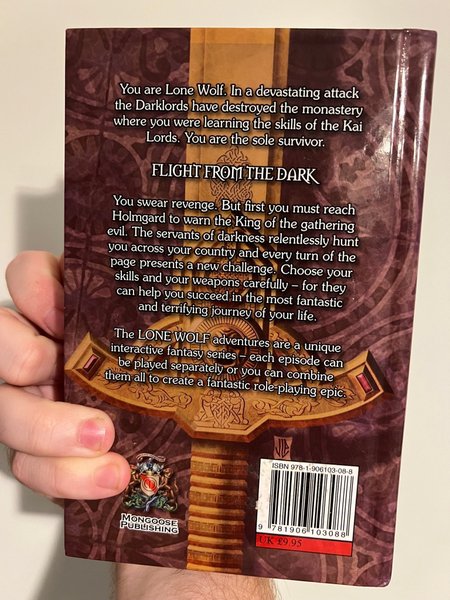 You are Lone Wolf. In a devastating attack
the Darklords have destroyed the monastery
where you were learning the skills of the Kai
Lords. You are the sole survivor.
FLIGHT FROM THE DARK
You swear revenge. But first you must reach
Holmgard to warn the King of the gathering
evil. The servants of darkness relentlessly hunt
you across your country and every turn of the
page presents a new challenge. Choose your
skills and your weapons carefully – for they
can help you succeed in the most fantastic
and terrifying journey of your life.
The LONE WOLF adventures are a unique
interactive fantasy series – each episode can
be played separately or you can combine
them all to create a fantastic role-playing epic.
ISBN 978-1-906103-08-8
9 781906 103088
UK £9.95
MONGOOSE
PUBLISHING